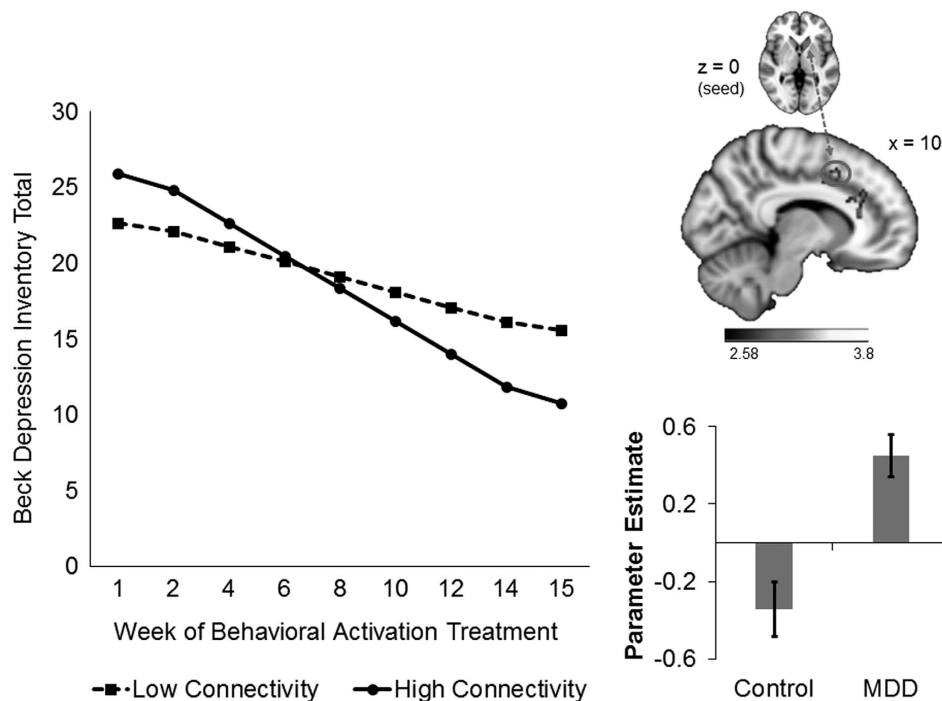 Beck Depression Inventory Total
30
25
20
15
10
5
0
1 2 4 6 8 10 12 14 15
Week of Behavioral Activation Treatment
Low Connectivity High Connectivity
z = 0
(seed)
x = 10
2.58 3.8
Parameter Estimate
0.6
0.2
-0.2
-0.6
Control MDD